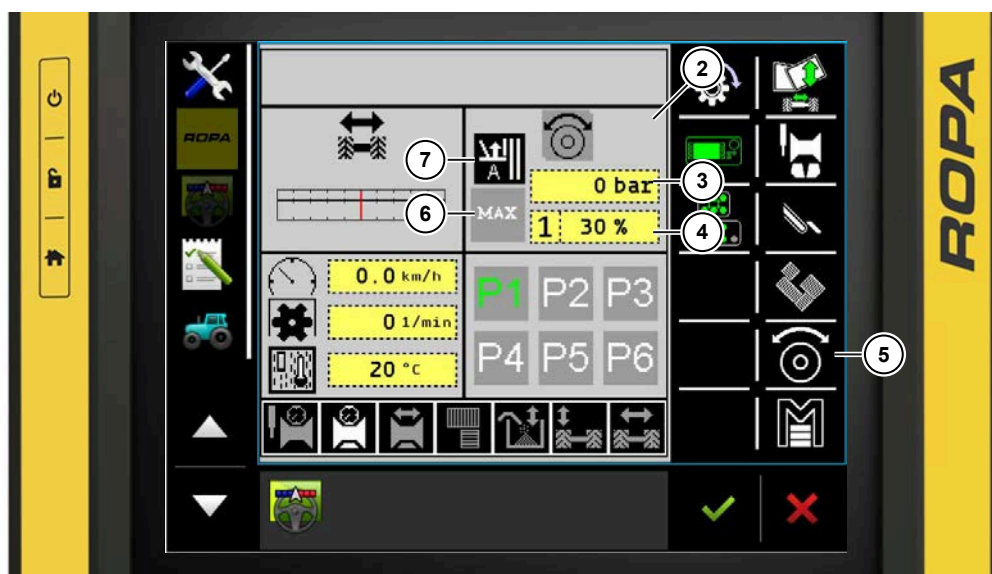 ROPA
ROPA
2
7
A
0 bar
3
6
MAX
1 30 %
4
0.0 km/h
P1 P2 P3
0 1/min
5
20 °C
P4 P5 P6